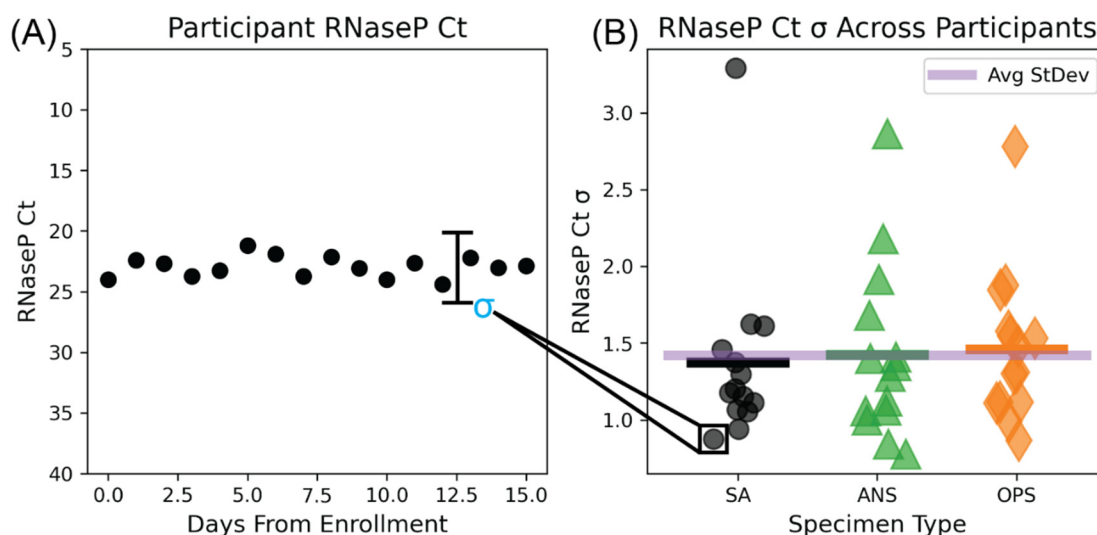 (A)
Participant RNaseP Ct
RNaseP Ct
5
10
15
20
25
30
35
40
σ
0.0
2.5
5.0
7.5
10.0
12.5
15.0
Days From Enrollment
(B)
RNaseP Ct σ Across Participants
Avg StDev
RNaseP Ct σ
3.0
2.5
2.0
1.5
1.0
SA
ANS
OPS
Specimen Type